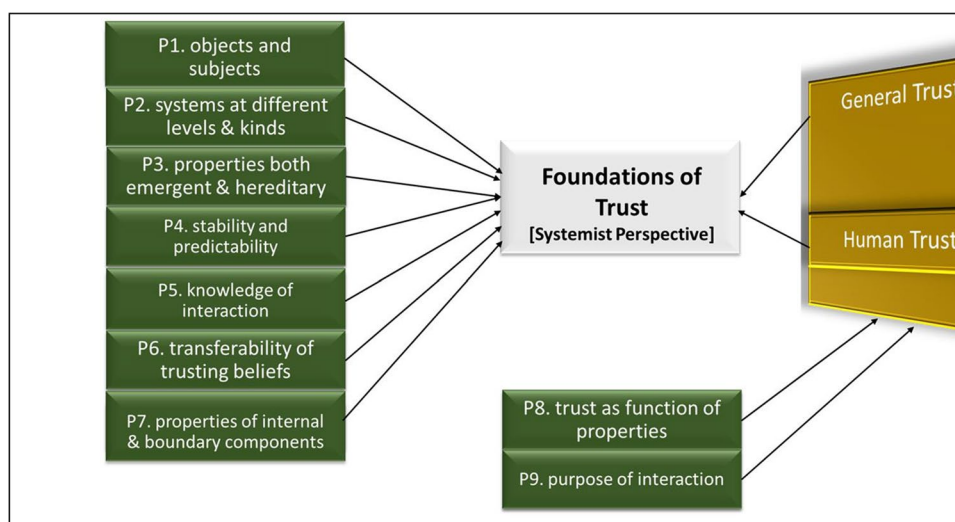 P1. objects and
subjects
P2. systems at different
levels & kinds
P3. properties both
emergent & hereditary
P4. stability and
predictability
P5. knowledge of
interaction
P6. transferability of
trusting beliefs
P7. properties of internal
& boundary components
Foundations of
Trust
[Systemist Perspective]
General Trust
Human Trust
P8. trust as function of
properties
P9. purpose of interaction